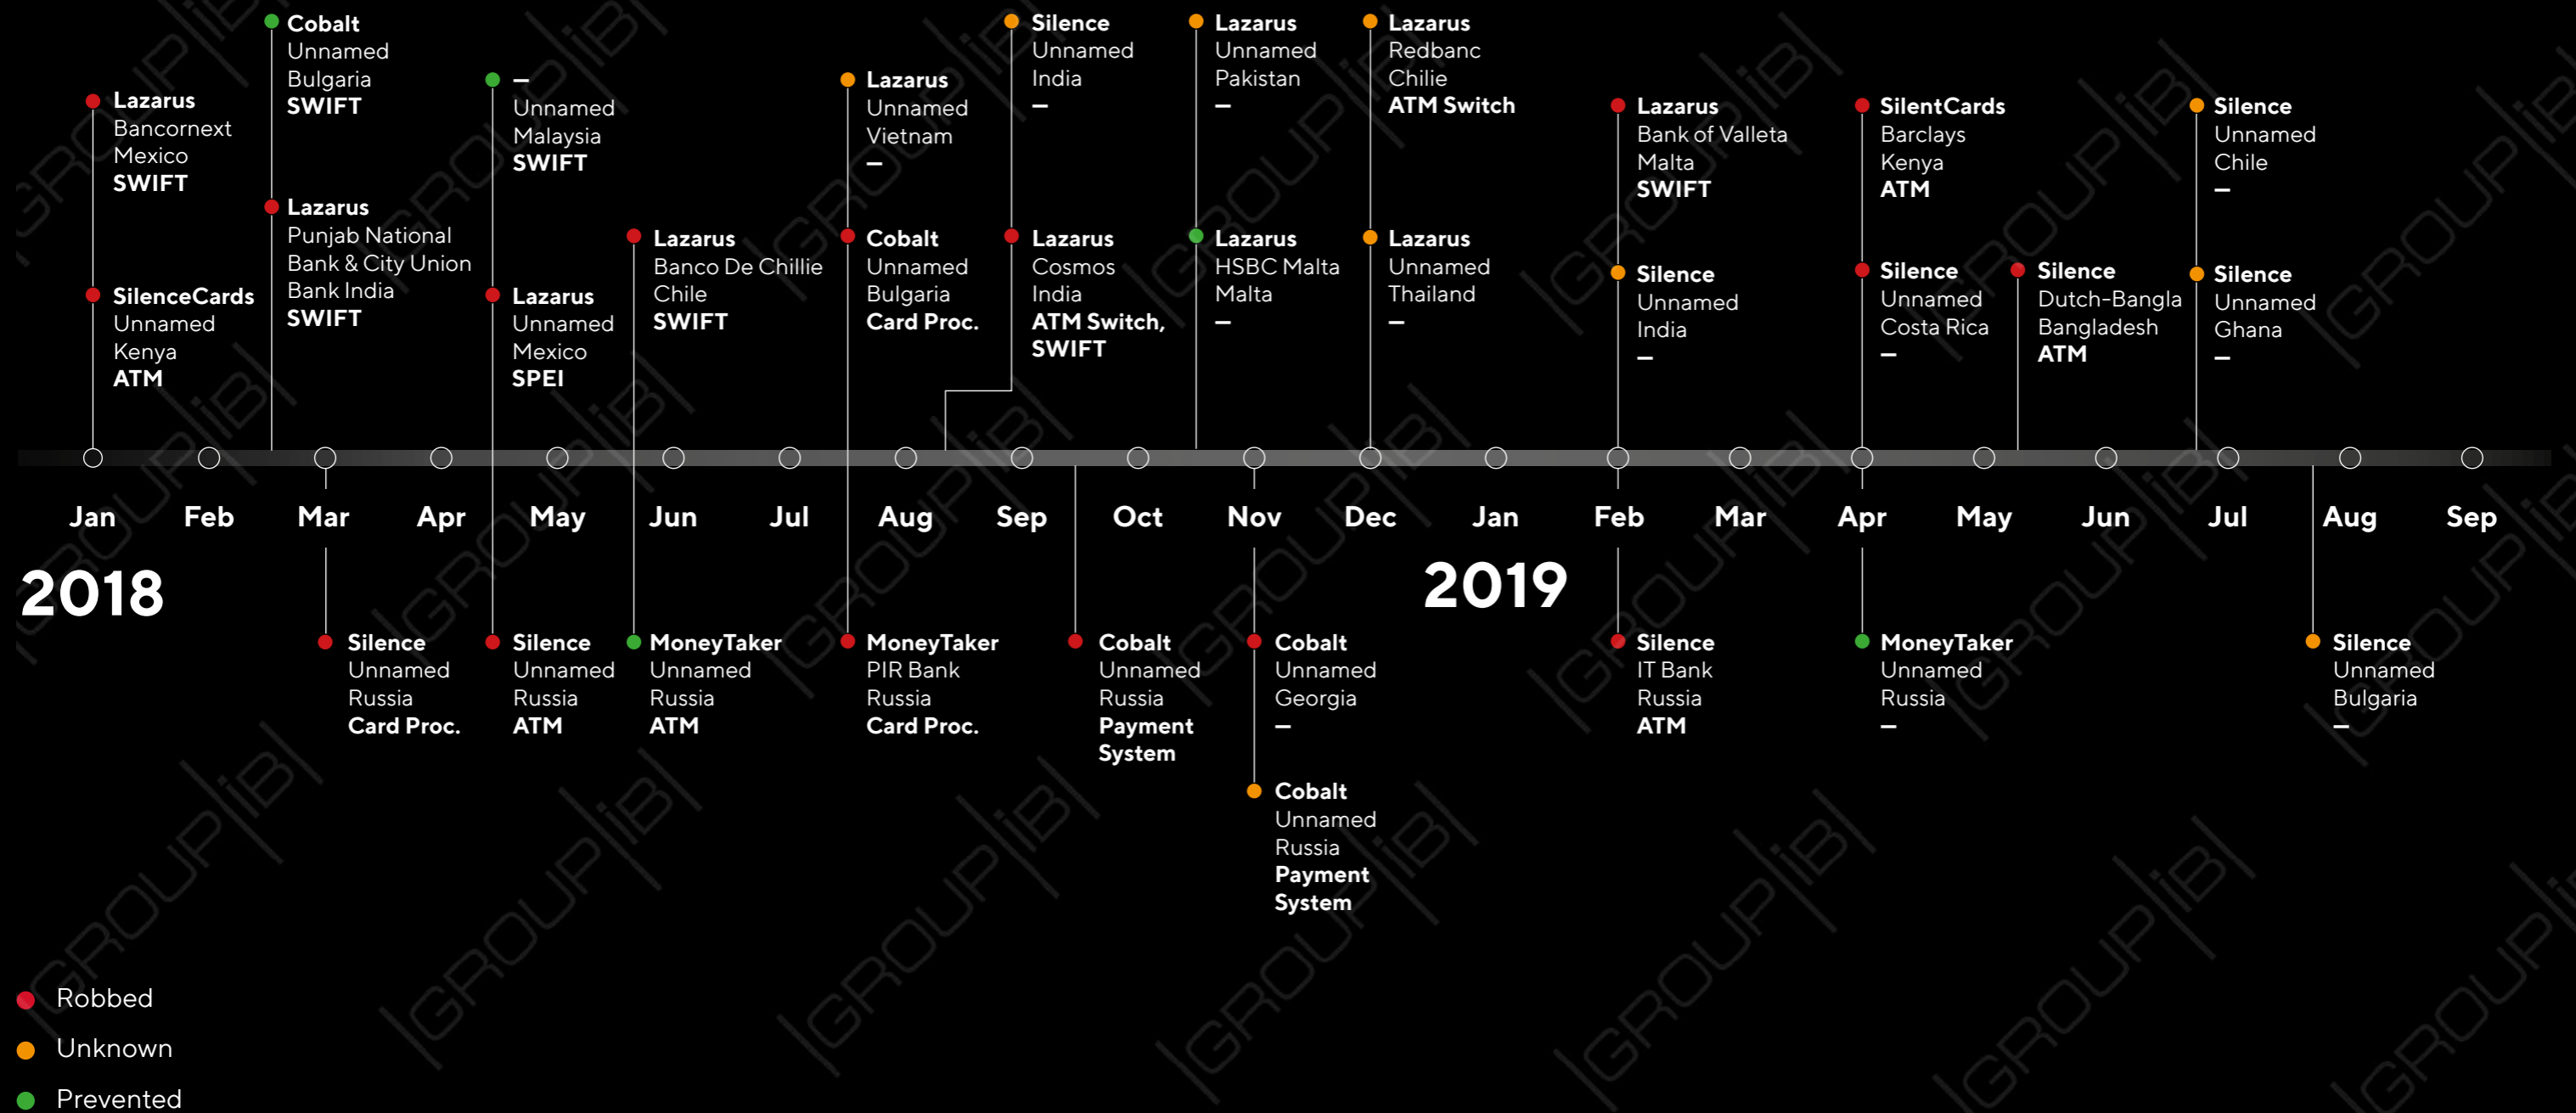 Cobalt
Unnamed
Bulgaria
SWIFT
Silence
Unnamed
India
—
Lazarus
Unnamed
Pakistan
—
Lazarus
Redbanc
Chilie
ATM Switch
Lazarus
Bancornext
Mexico
SWIFT
—
Unnamed
Malaysia
SWIFT
Lazarus
Unnamed
Vietnam
—
Lazarus
Bank of Valleta
Malta
SWIFT
SilentCards
Barclays
Kenya
ATM
Silence
Unnamed
Chile
—
SilenceCards
Unnamed
Kenya
ATM
Lazarus
Punjab National
Bank & City Union
Bank India
SWIFT
Lazarus
Unnamed
Mexico
SPEI
Lazarus
Banco De Chillie
Chile
SWIFT
Cobalt
Unnamed
Bulgaria
Card Proc.
Lazarus
Cosmos
India
ATM Switch,
SWIFT
Lazarus
HSBC Malta
Malta
—
Lazarus
Unnamed
Thailand
—
Silence
Unnamed
India
—
Silence
Unnamed
Costa Rica
—
Silence
Dutch-Bangla
Bangladesh
ATM
Silence
Unnamed
Ghana
—
Jan Feb Mar Apr May Jun Jul Aug Sep Oct Nov Dec Jan Feb Mar Apr May Jun Jul Aug Sep
2018
2019
Silence
Unnamed
Russia
Card Proc.
Silence
Unnamed
Russia
ATM
MoneyTaker
Unnamed
Russia
ATM
MoneyTaker
PIR Bank
Russia
Card Proc.
Cobalt
Unnamed
Russia
Payment
System
Cobalt
Unnamed
Georgia
—
Cobalt
Unnamed
Russia
Payment
System
Silence
IT Bank
Russia
ATM
MoneyTaker
Unnamed
Russia
—
Silence
Unnamed
Bulgaria
—
Robbed
Unknown
Prevented
GROUP iB